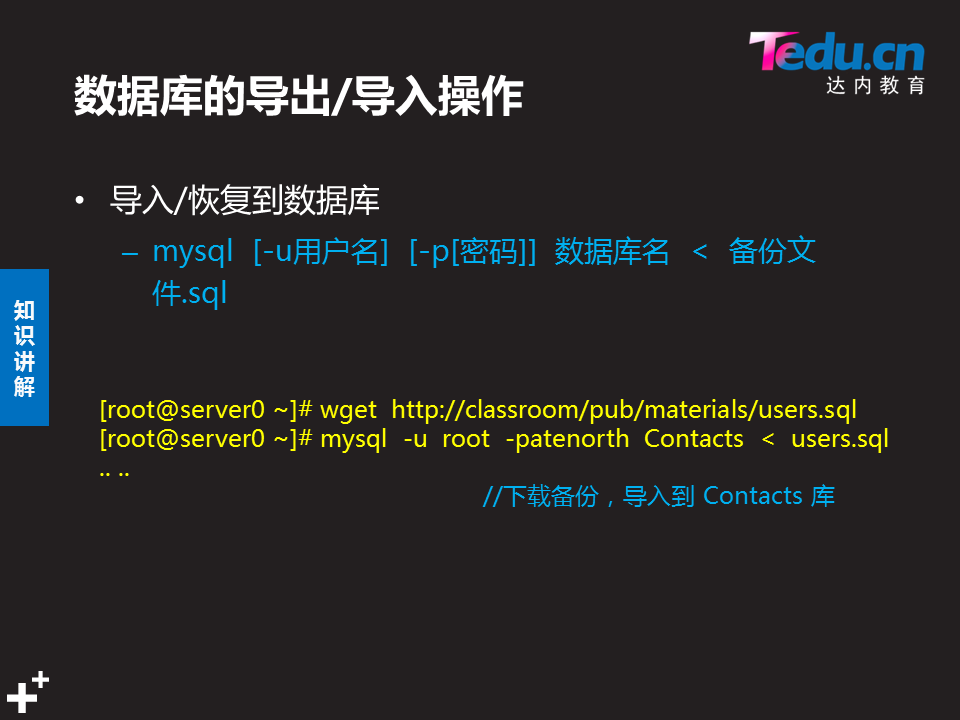 Tedu.cn
达内教育
数据库的导出/导入操作
• 导入/恢复到数据库
– mysql [-u用户名] [-p[密码]] 数据库名 < 备份文
件.sql
知
识
讲
解
[root@server0 ~]# wget http://classroom/pub/materials/users.sql
[root@server0 ~]# mysql -u root -patenorth Contacts < users.sql
.. ..
//下载备份，导入到 Contacts 库